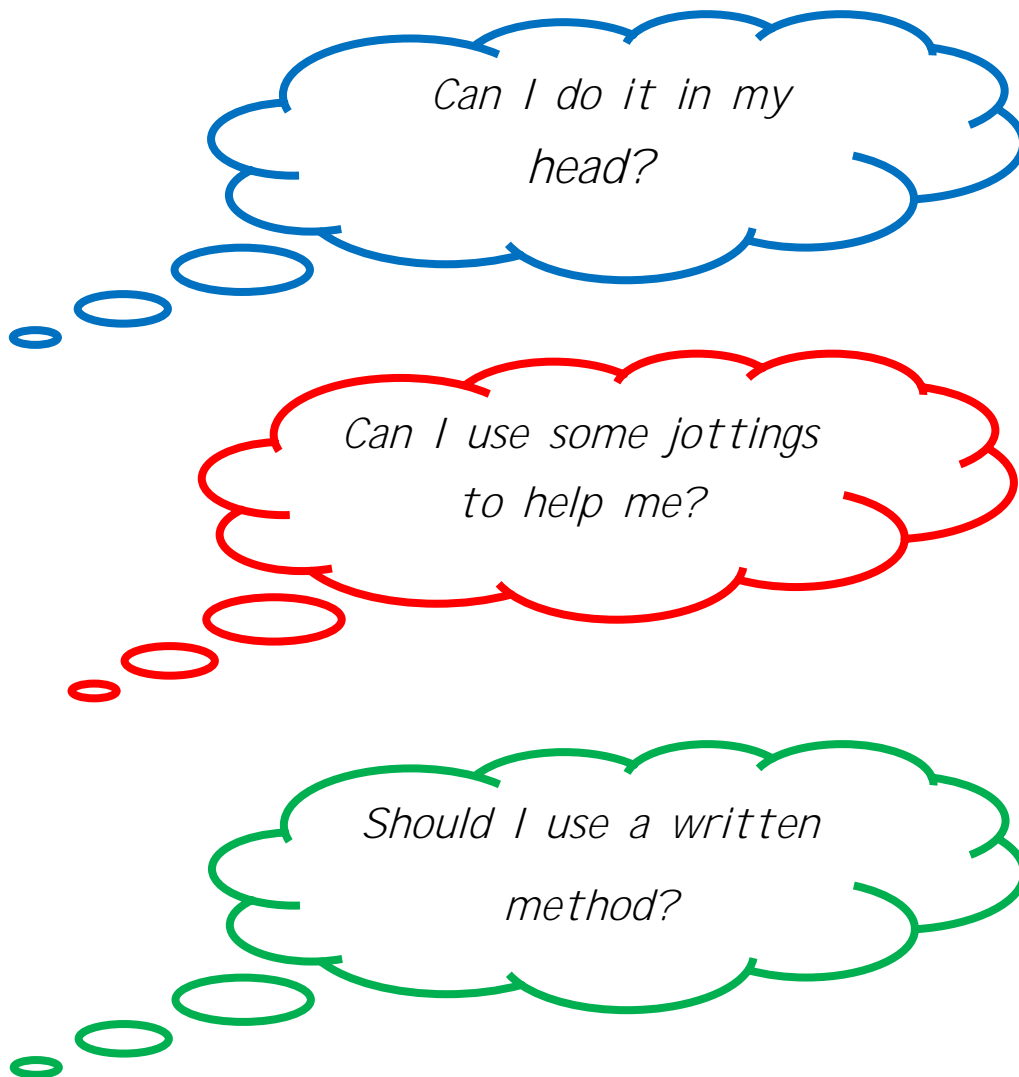 Can I do it in my
head?
Can I use some jottings
to help me?
Should I use a written
method?